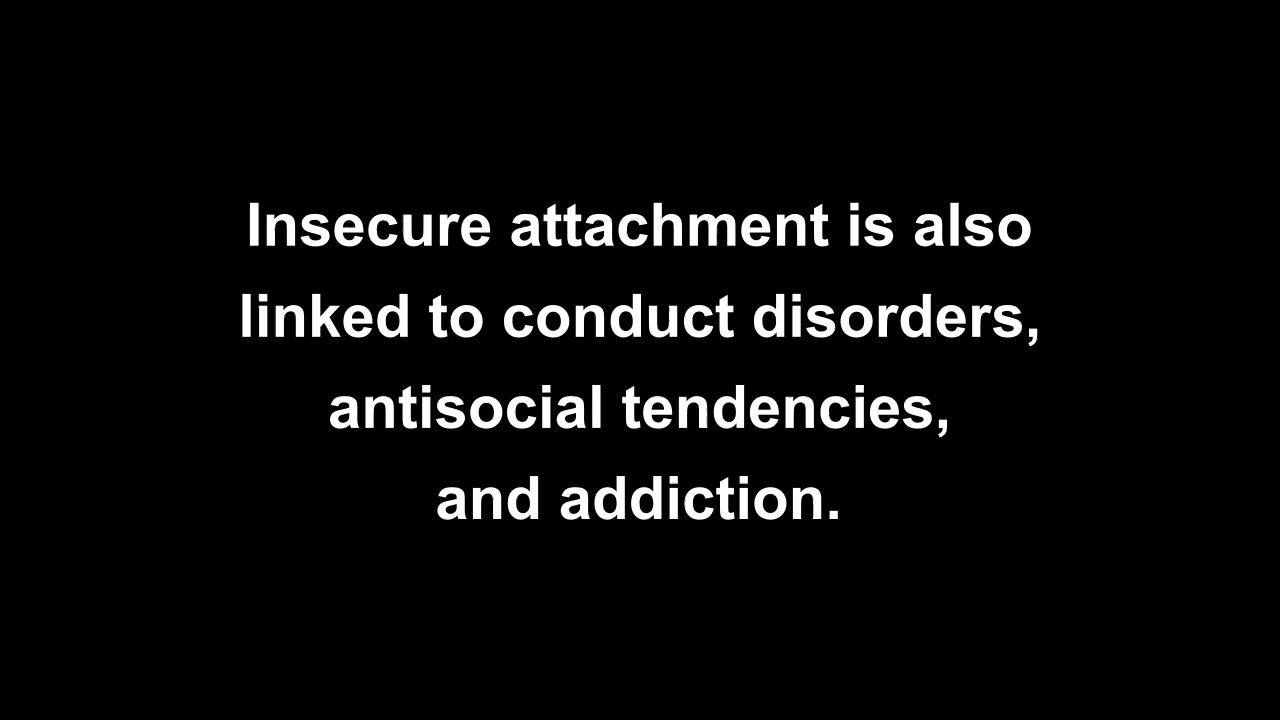 Insecure attachment is also
linked to conduct disorders,
antisocial tendencies,
and addiction.